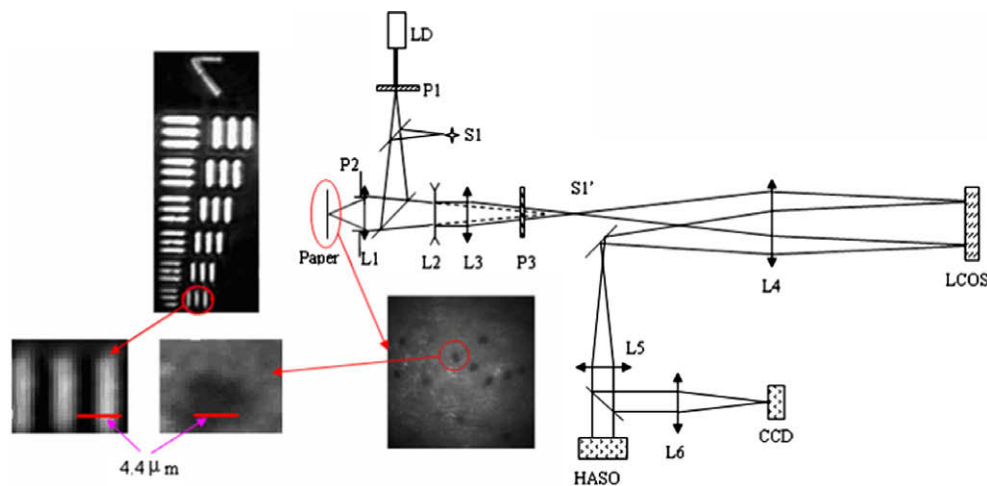 LD
P1
S1
P2
S1'
Paper
L1
L2
L3
P3
L4
LCOS
L5
L6
CCD
HASO
4.4μm